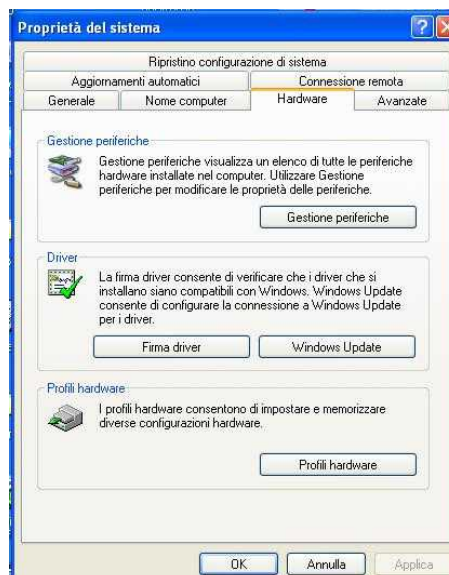 Proprietà del sistema
Ripristino configurazione di sistema
Aggiornamenti automatici
Connessione remota
Generale
Nome computer
Hardware
Avanzate
Gestione periferiche
Gestione periferiche visualizza un elenco di tutte le periferiche
hardware installate nel computer. Utilizzare Gestione
periferiche per modificare le proprietà delle periferiche.
Gestione periferiche
Driver
La firma driver consente di verificare che i driver che si
installano siano compatibili con Windows. Windows Update
consente di configurare la connessione a Windows Update
per i driver.
Firma driver
Windows Update
Profili hardware
I profili hardware consentono di impostare e memorizzare
diverse configurazioni hardware.
Profili hardware
OK
Annulla
Applica